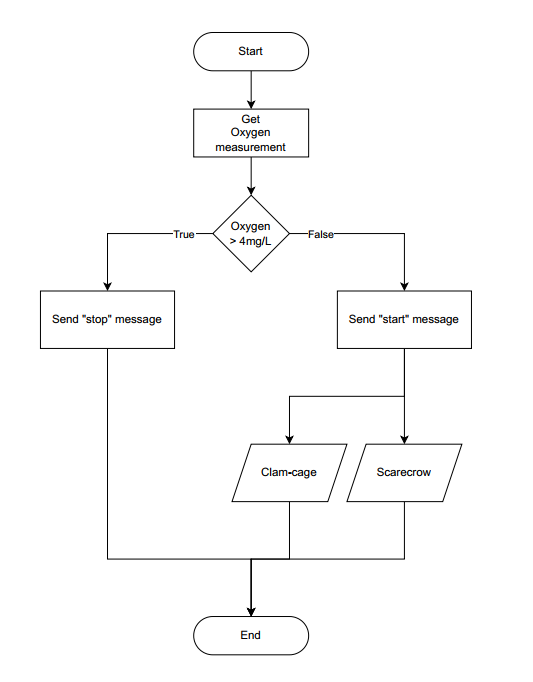 Start
Get
Oxygen
measurement
Oxygen
> 4mg/L
True
False
Send "stop" message
Send "start" message
Clam-cage
Scarecrow
End